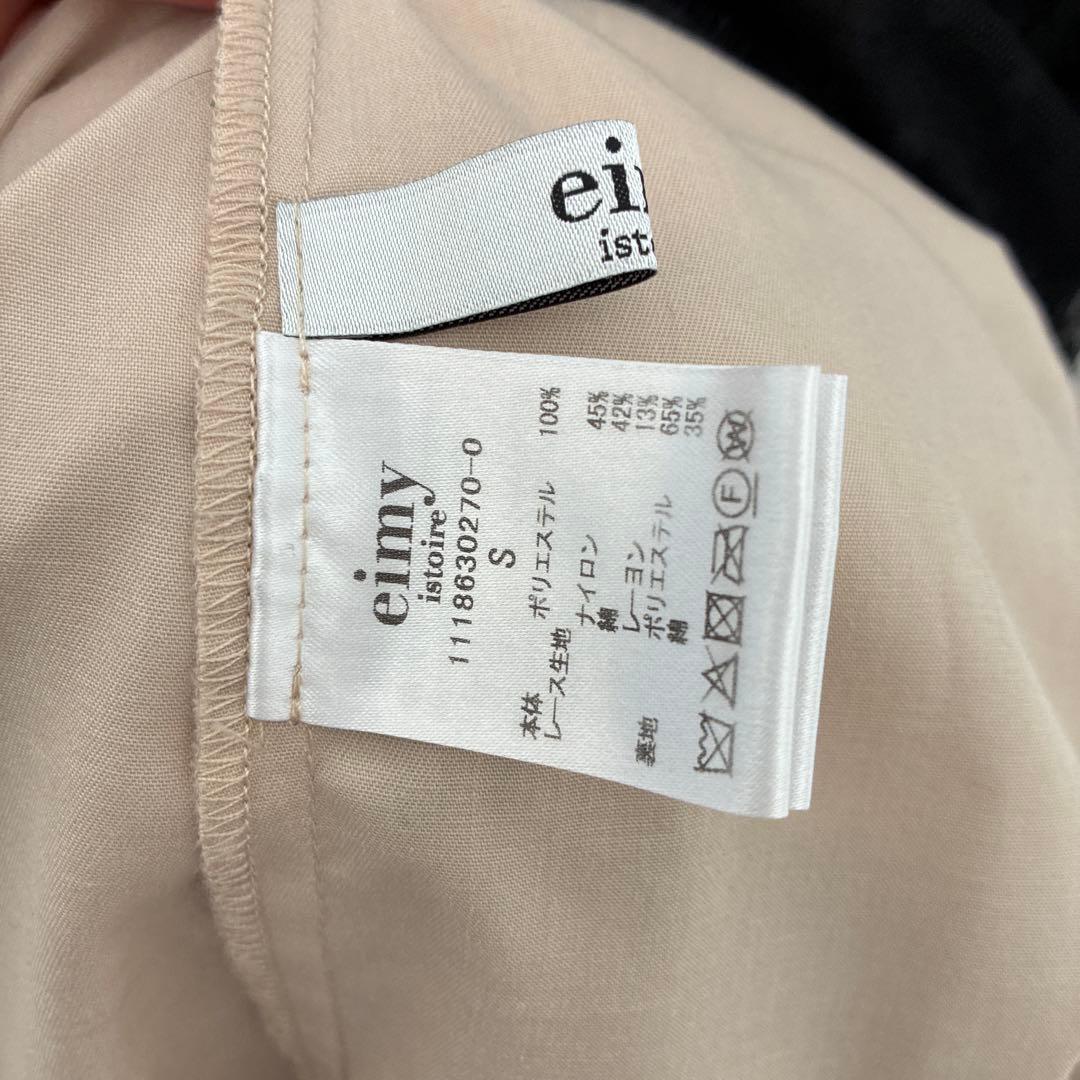 ei
ist
eimy
istoire
1118630270-0
S
本体 ポリエステル 100%
レース生地
ナイロン 45%
綿 42%
レーヨン 13%
裏地 ポリエステル 65%
綿 35%
F
W